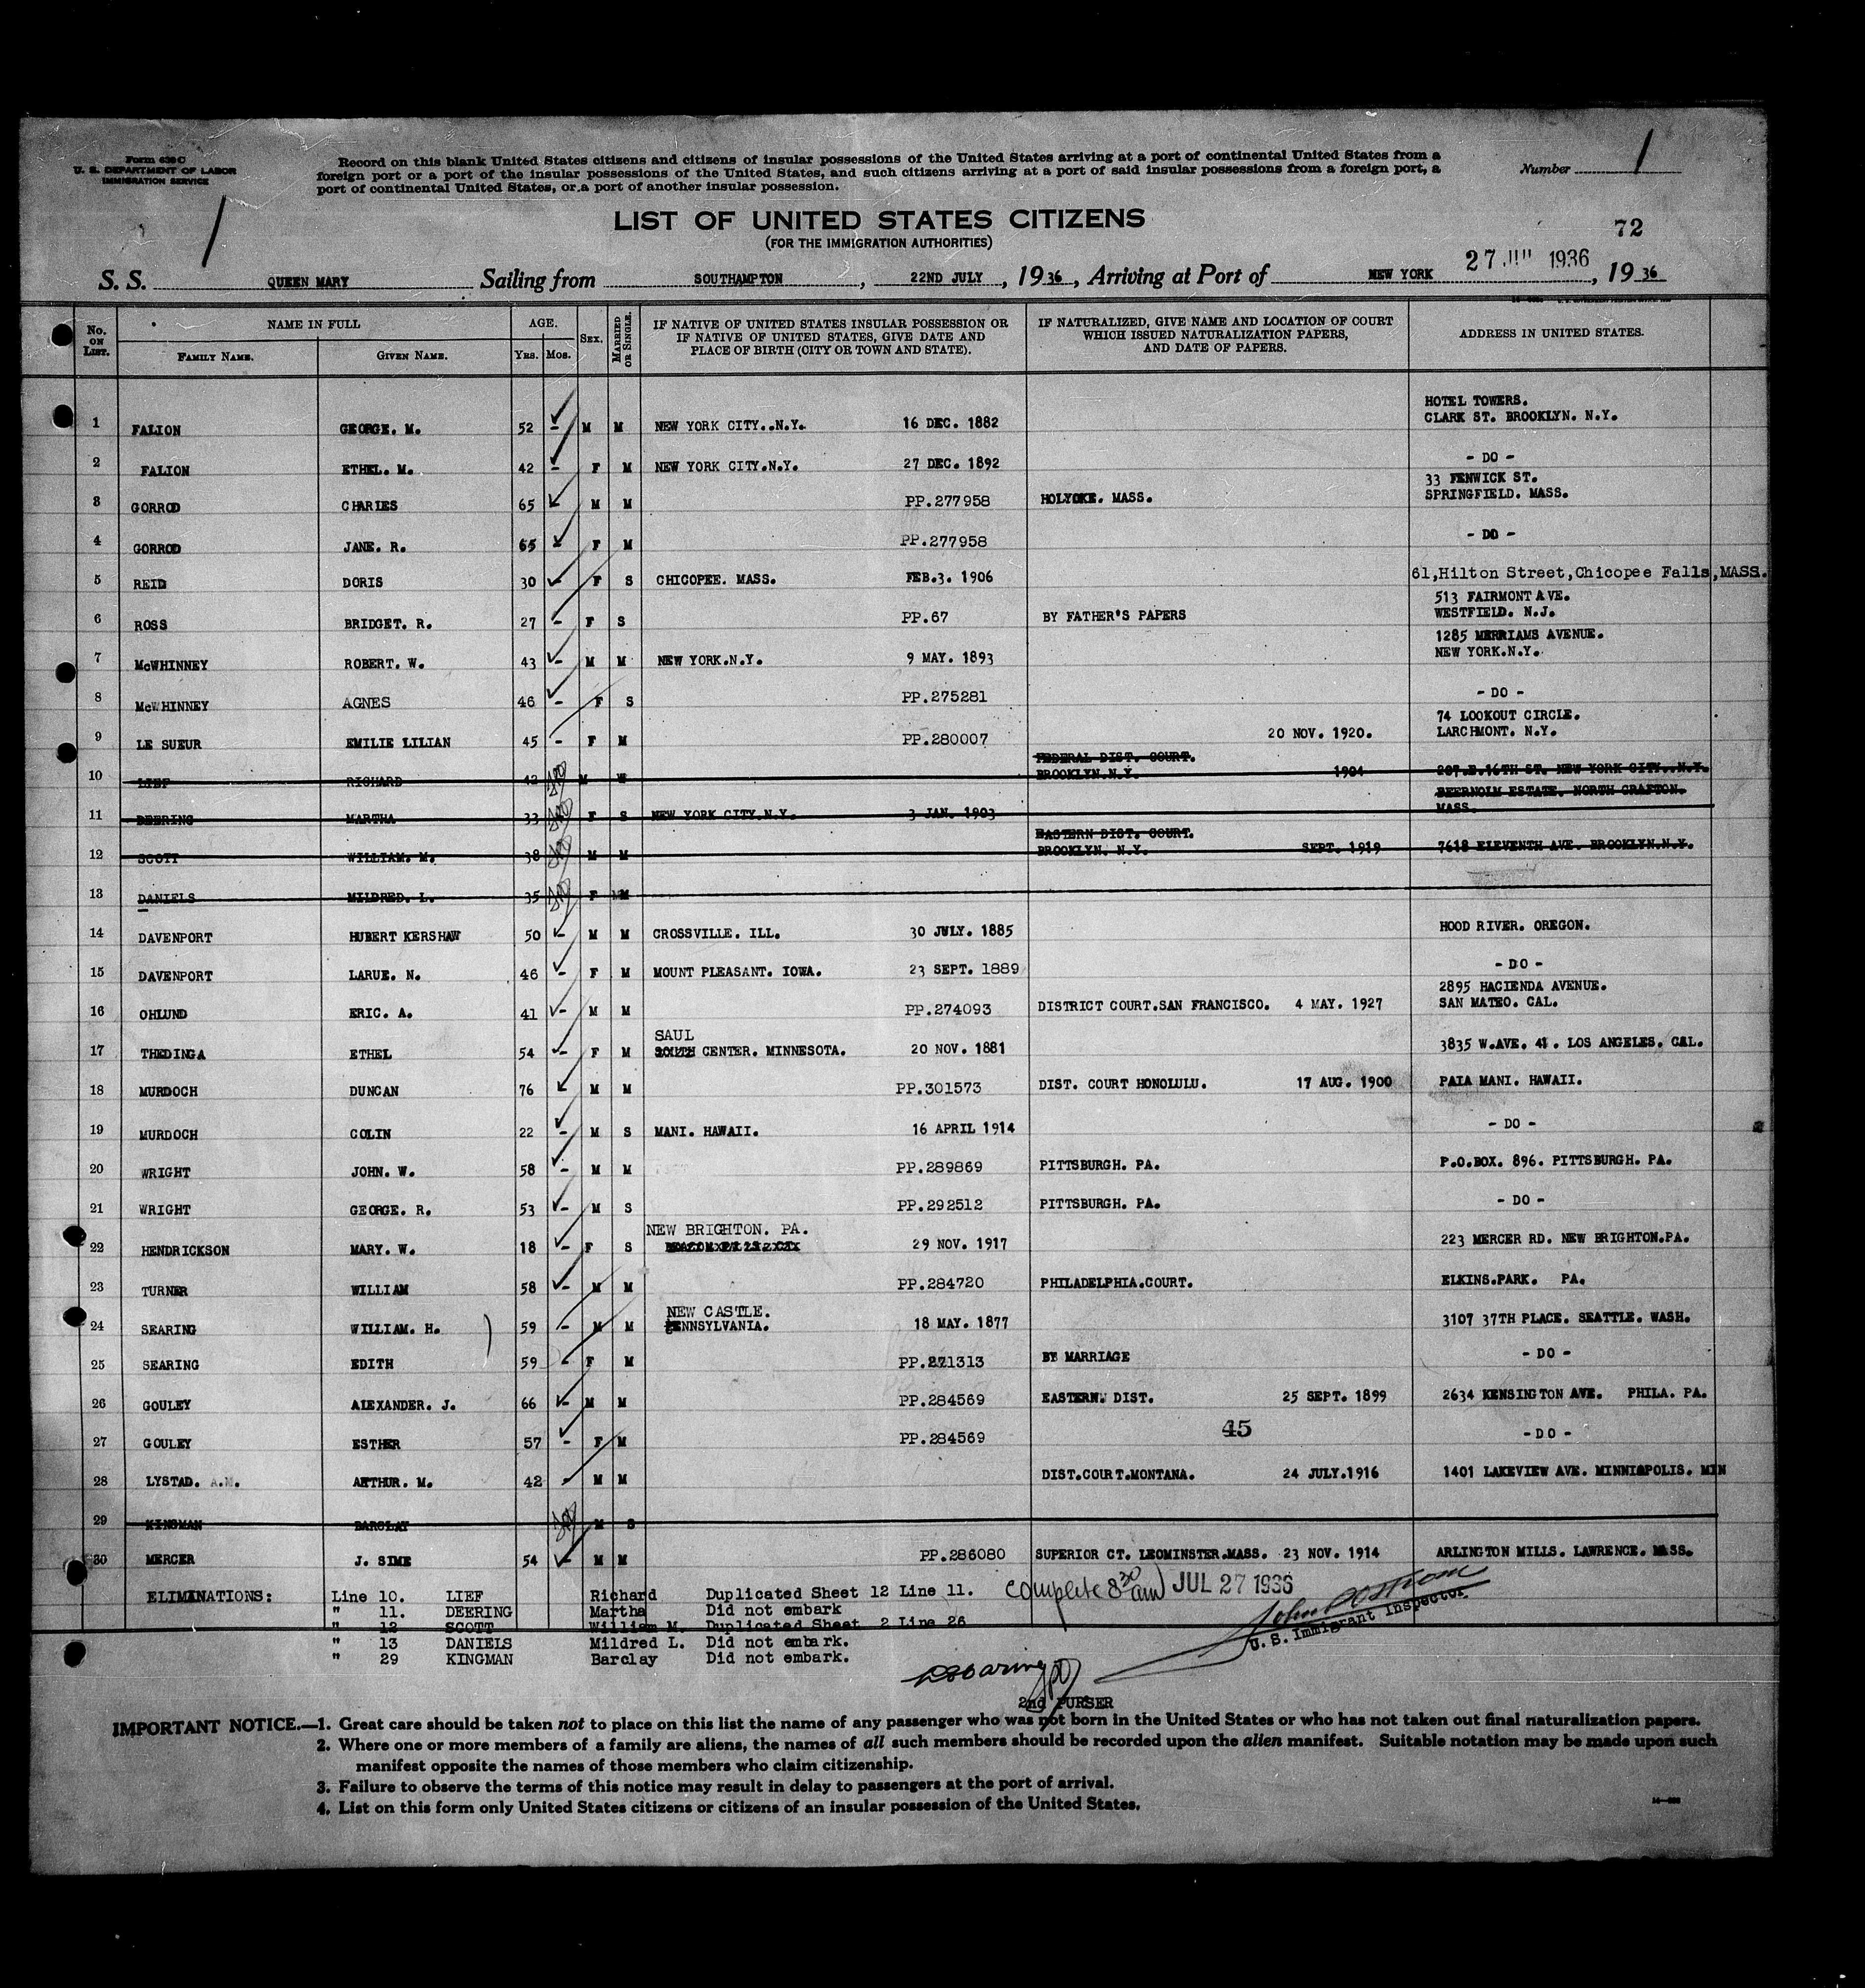 Form 630 C
U. S. DEPARTMENT OF LABOR
IMMIGRATION SERVICE
Record on this blank United States citizens and citizens of insular possessions of the United States arriving at a port of continental United States from a
foreign port or a port of the insular possessions of the United States, and such citizens arriving at a port of said insular possessions from a foreign port, a
port of continental United States, or a port of another insular possession.
Number 1
1
LIST OF UNITED STATES CITIZENS
(FOR THE IMMIGRATION AUTHORITIES)
72
S. S. QUEEN MARY Sailing from SOUTHAMPTON, 22ND JULY, 1936, Arriving at Port of NEW YORK 27 1936, 1936
No. ON LIST. NAME IN FULL FAMILY NAME. GIVEN NAME. AGE. YRS. MOS. SEX. MARRIED OR SINGLE. IF NATIVE OF UNITED STATES INSULAR POSSESSION OR IF NATIVE OF UNITED STATES, GIVE DATE AND PLACE OF BIRTH (CITY OR TOWN AND STATE). IF NATURALIZED, GIVE NAME AND LOCATION OF COURT WHICH ISSUED NATURALIZATION PAPERS, AND DATE OF PAPERS. ADDRESS IN UNITED STATES.
1 FALION GEORGE. M. 52 - M M NEW YORK CITY..N.Y. 16 DEC. 1882 HOTEL TOWERS. CLARK ST. BROOKLYN. N.Y.
2 FALION ETHEL. M. 42 - F M NEW YORK CITY.N.Y. 27 DEC. 1892 - DO -
3 GORROD CHARLES 65 M M PP.277958 HOLYOKE. MASS. 33 FENWICK ST. SPRINGFIELD. MASS.
4 GORROD JANE. R. 65 F M PP.277958 - DO -
5 REID DORIS 30 - F S CHICOPEE. MASS. FEB.3. 1906 61,Hilton Street,Chicopee Falls,MASS.
6 ROSS BRIDGET. R. 27 - F S PP.67 BY FATHER'S PAPERS 513 FAIRMONT AVE. WESTFIELD. N.J.
7 McWHINNEY ROBERT. W. 43 - M M NEW YORK.N.Y. 9 MAY. 1893 1285 MERRIAMS AVENUE. NEW YORK.N.Y.
8 McWHINNEY AGNES 46 - F S PP.275281 - DO -
9 LE SUEUR EMILIE LILIAN 45 - F M PP.280007 20 NOV. 1920. 74 LOOKOUT CIRCLE. LARCHMONT. N.Y.
10 LIEF RICHARD 42 M W FEDERAL DIST. COURT. BROOKLYN.N.Y. 1904 207.E.16TH ST. NEW YORK CITY..N.Y.
11 DEERING MARTHA 33 F S NEW YORK CITY.N.Y. 3 JAN. 1903 ESTATE. NORTH GRAFTON. MASS.
12 SCOTT WILLIAM. M. 38 M M EASTERN DIST. COURT. BROOKLYN. N.Y. SEPT. 1919 7618 ELEVENTH AVE. BROOKLYN.N.Y.
13 DANIELS MILDRED. L. 35 F M
14 DAVENPORT HUBERT KERSHAW 50 - M M CROSSVILLE. ILL. 30 JULY. 1885 HOOD RIVER. OREGON.
15 DAVENPORT LARUE. N. 46 - F M MOUNT PLEASANT. IOWA. 23 SEPT. 1889 - DO -
16 OHLUND ERIC. A. 41 - M M PP.274093 DISTRICT COURT.SAN FRANCISCO. 4 MAY. 1927 2895 HACIENDA AVENUE. SAN MATEO. CAL.
17 THEDINGA ETHEL 54 - F M SAUL SOUTH CENTER. MINNESOTA. 20 NOV. 1881 3835 W.AVE. 41. LOS ANGELES. CAL.
18 MURDOCH DUNCAN 76 M M PP.301573 DIST. COURT HONOLULU. 17 AUG. 1900 PAIA MANI. HAWAII.
19 MURDOCH COLIN 22 - M S MANI. HAWAII. 16 APRIL 1914 - DO -
20 WRIGHT JOHN. W. 58 - M M PP.289869 PITTSBURGH. PA. P.O.BOX. 896. PITTSBURGH. PA.
21 WRIGHT GEORGE. R. 53 - M S PP.292512 PITTSBURGH. PA. - DO -
22 HENDRICKSON MARY. W. 18 - F S NEW BRIGHTON. PA. 29 NOV. 1917 223 MERCER RD. NEW BRIGHTON.PA.
23 TURNER WILLIAM 58 - M M PP.284720 PHILADELPHIA.COURT. ELKINS.PARK. PA.
24 SEARING WILLIAM. H. 59 - M M NEW CASTLE. PENNSYLVANIA. 18 MAY. 1877 3107 37TH PLACE. SEATTLE. WASH.
25 SEARING EDITH 59 - F M PP.271313 BY MARRIAGE - DO -
26 GOULEY ALEXANDER. J. 66 - M M PP.284569 EASTERN. DIST. 25 SEPT. 1899 2634 KENSINGTON AVE. PHILA. PA.
27 GOULEY ESTHER 57 - F M PP.284569 45 - DO -
28 LYSTAD. A.M. ARTHUR. M. 42 - M M DIST.COURT.MONTANA. 24 JULY.1916 1401 LAKEVIEW AVE. MINNIAPOLIS. MIN
29 KINGMAN BARCLAY M S
30 MERCER J. SIME 54 - M M PP.286080 SUPERIOR CT. LEOMINSTER.MASS. 23 NOV. 1914 ARLINGTON MILLS. LAWRENCE. MASS.
ELIMINATIONS: Line 10. LIEF Richard Duplicated Sheet 12 Line 11. complete 8 30 am JUL 27 1936
" 11. DEERING Martha Did not embark
" 12 SCOTT William M. Duplicated Sheet 2 Line 26
U. S. Immigrant Inspector
" 13 DANIELS Mildred L. Did not embark.
" 29 KINGMAN Barclay Did not embark.
2nd PURSER
IMPORTANT NOTICE.—1. Great care should be taken not to place on this list the name of any passenger who was not born in the United States or who has not taken out final naturalization papers.
2. Where one or more members of a family are aliens, the names of all such members should be recorded upon the alien manifest. Suitable notation may be made upon such
manifest opposite the names of those members who claim citizenship.
3. Failure to observe the terms of this notice may result in delay to passengers at the port of arrival.
4. List on this form only United States citizens or citizens of an insular possession of the United States.